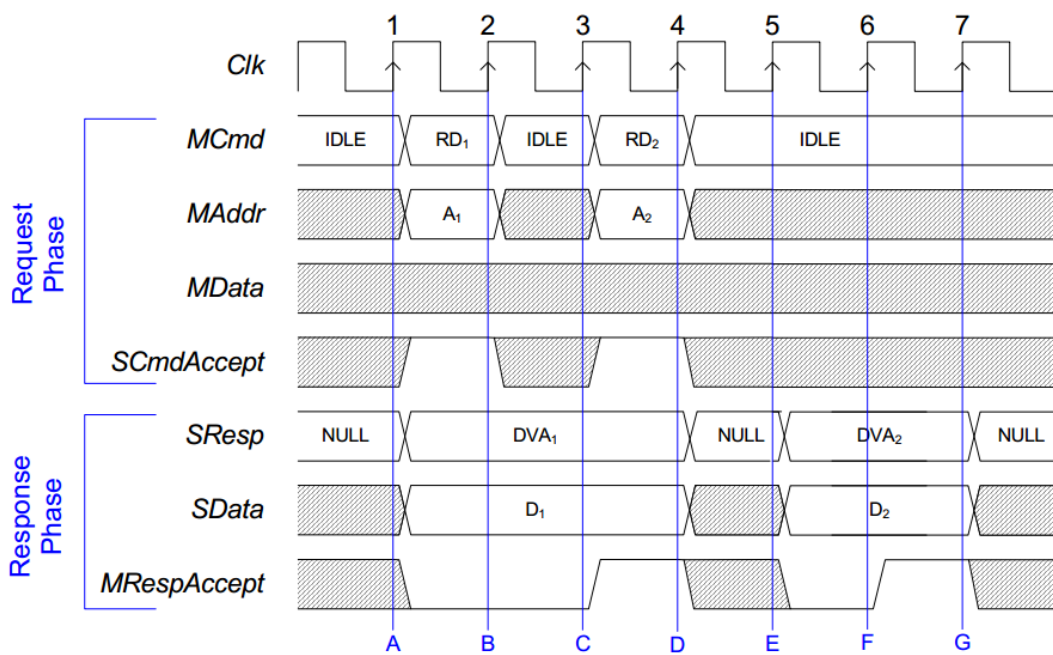 1 2 3 4 5 6 7
Clk
MCmd IDLE RD₁ IDLE RD₂ IDLE
MAddr A₁ A₂
MData
SCmdAccept
Request
Phase
SResp NULL DVA₁ NULL DVA₂ NULL
SData D₁ D₂
MRespAccept
Response
Phase
A B C D E F G